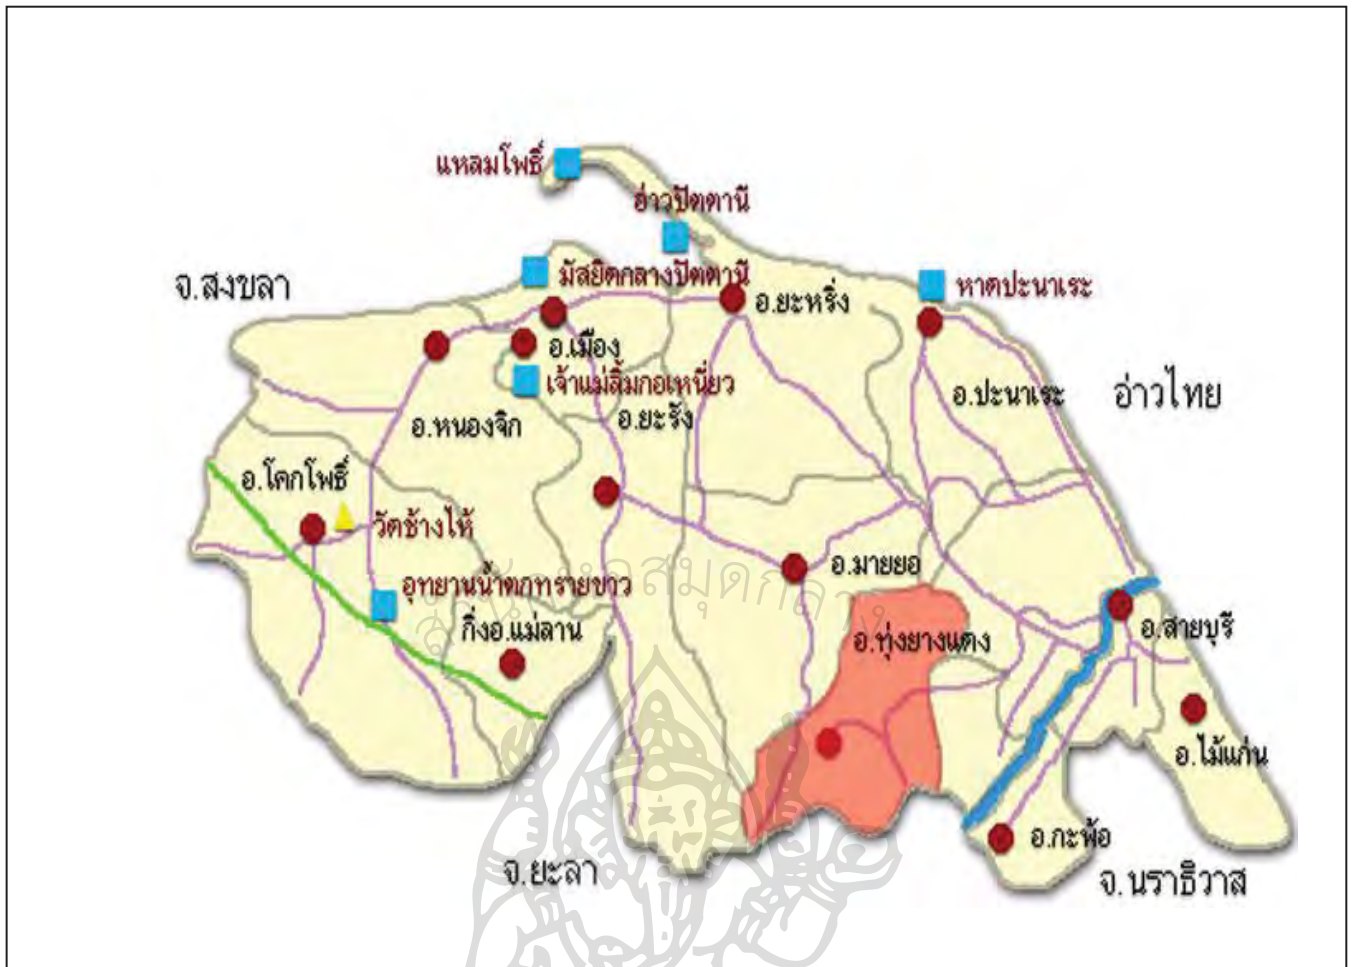 แหลมโพธิ์
อ่าวปัตตานี
จ.สงขลา
มัสยิตกลางปัตตานี
อ.ยะหริ่ง
หาดปะนาเระ
อ.เมือง
เจ้าแม่ลิ้มกอเหนี่ยว
อ.หนองจิก
อ.ยะรัง
อ.ปะนาเระ
อ่าวไทย
อ.โคกโพธิ์
วัดช้างไห้
อ.มายยอ
อุทยานน้ำตกทรายขาว
กิ่งอ.แม่ลาน
อ.ทุ่งยางแดง
อ.สายบุรี
อ.ไม้แก่น
อ.กะพ้อ
จ.ยะลา
จ.นราธิวาส